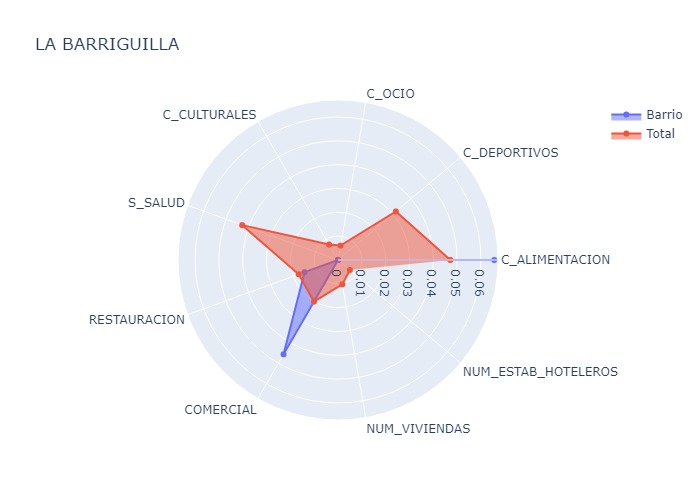 LA BARRIGUILLA
C_OCIO
C_CULTURALES
Barrio
Total
C_DEPORTIVOS
S_SALUD
C_ALIMENTACION
0
0.01
0.02
0.03
0.04
0.05
0.06
RESTAURACION
NUM_ESTAB_HOTELEROS
COMERCIAL
NUM_VIVIENDAS